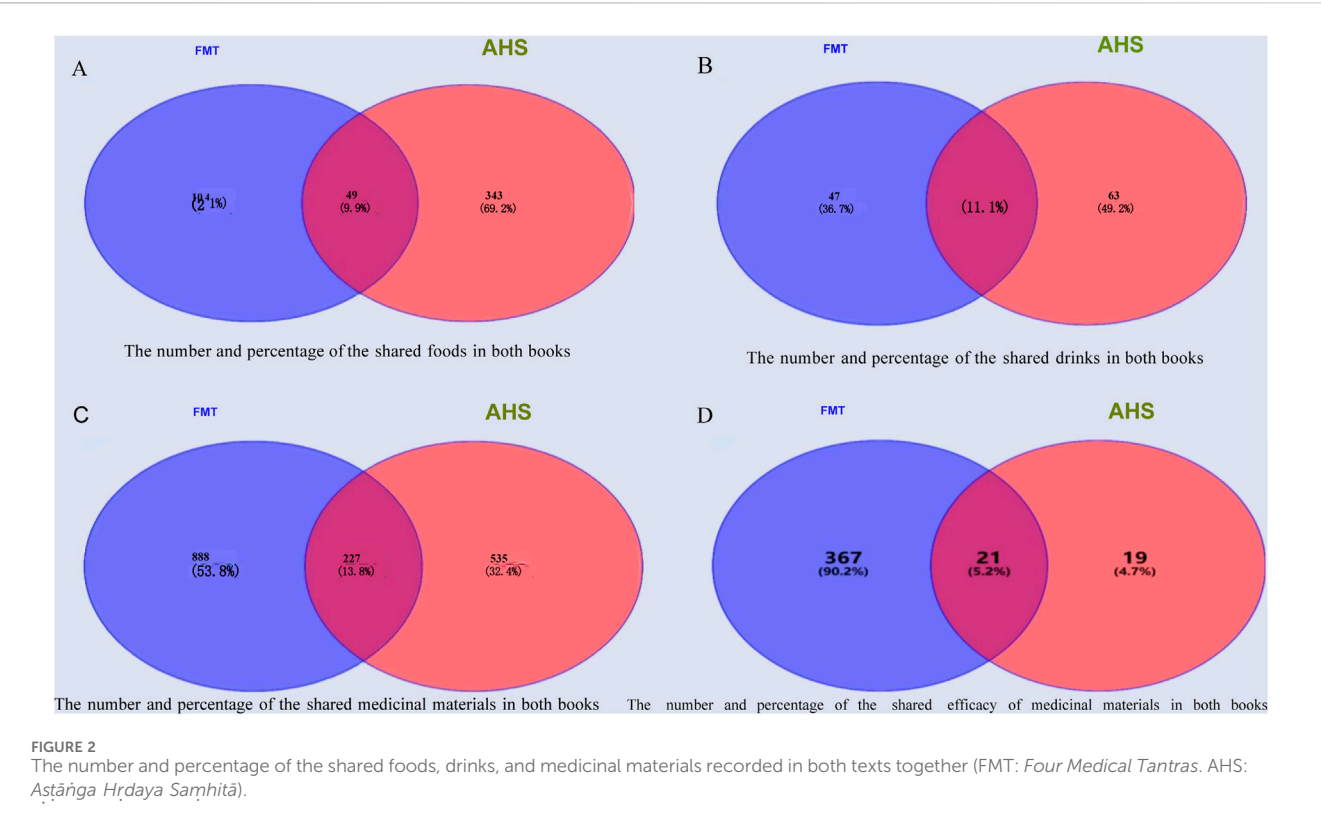 FMT
AHS
A
49
(9.9%)
343
(69.2%)
The number and percentage of the shared foods in both books
FMT
AHS
B
47
(36.7%)
(11.1%)
63
(49.2%)
The number and percentage of the shared drinks in both books
FMT
AHS
C
888
(53.8%)
227
(13.8%)
535
(32.4%)
The number and percentage of the shared medicinal materials in both books
FMT
AHS
D
367
(90.2%)
21
(5.2%)
19
(4.7%)
The number and percentage of the shared efficacy of medicinal materials in both books
FIGURE 2
The number and percentage of the shared foods, drinks, and medicinal materials recorded in both texts together (FMT: Four Medical Tantras. AHS:
Aṣṭāṅga Hṛdaya Saṃhitā).